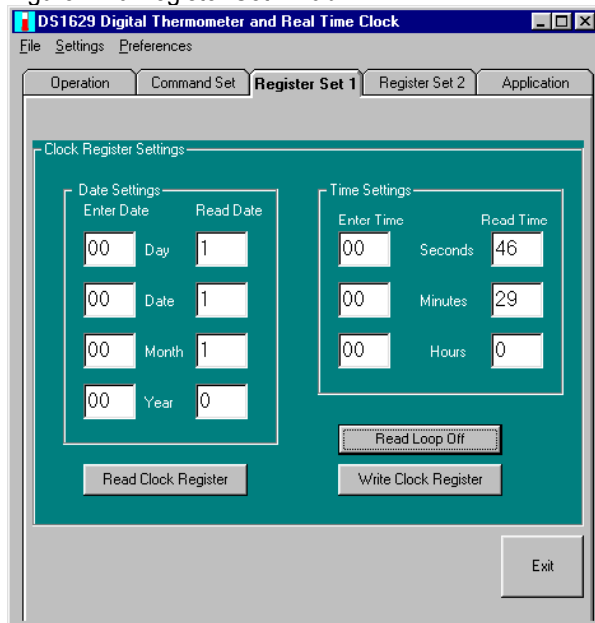 DS1629 Digital Thermometer and Real Time Clock
File Settings Preferences
Operation Command Set Register Set 1 Register Set 2 Application
Clock Register Settings
Date Settings
Enter Date Read Date
00 Day 1
00 Date 1
00 Month 1
00 Year 0
Time Settings
Enter Time Read Time
00 Seconds 46
00 Minutes 29
00 Hours 0
Read Loop Off
Read Clock Register Write Clock Register
Exit